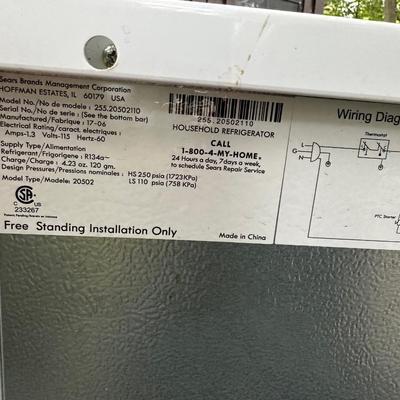 Sears Brands Management Corporation
HOFFMAN ESTATES, IL 60179 USA
Model No./No de modele : 255.20502110
Serial No./No de serie : (See the bottom bar)
Manufactured/Fabrique : 17-06
Electrical Rating/Caract. electriques :
Amps-1.3 Volts-115 Hertz-60
Supply Type/Alimentation
Refrigerant/Frigorigene : R134a
Charge/Charge : 4.23 oz. 120 gm.
Design Pressures/Pressions nominales : HS 250 psia (1723 KPa)
LS 110 psia (758 KPa)
Model Type/Modele: 20502
255.20502110
HOUSEHOLD REFRIGERATOR
CALL
1-800-4-MY-HOME®
24 Hours a day, 7 days a week,
to schedule Sears Repair Service
C US
233267
Free Standing Installation Only
Made in China
Wiring Diag
Thermostat
L
G
PTC Starter